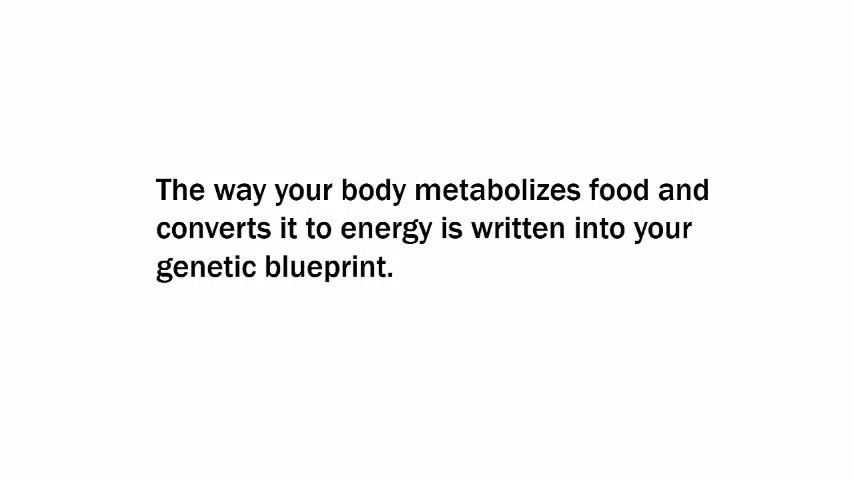 The way your body metabolizes food and
converts it to energy is written into your
genetic blueprint.